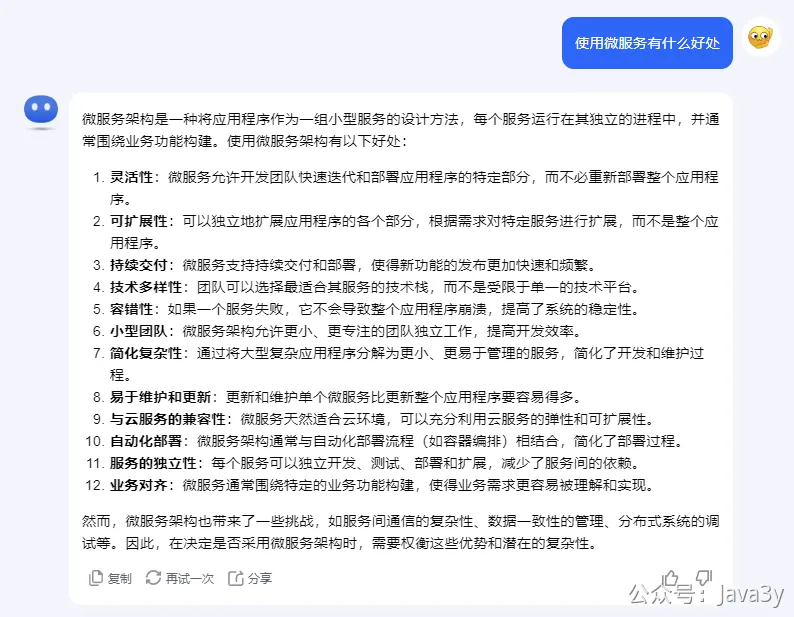 使用微服务有什么好处
微服务架构是一种将应用程序作为一组小型服务的设计方法，每个服务运行在其独立的进程中，并通
常围绕业务功能构建。使用微服务架构有以下好处：
1. 灵活性：微服务允许开发团队快速迭代和部署应用程序的特定部分，而不必重新部署整个应用程
序。
2. 可扩展性：可以独立地扩展应用程序的各个部分，根据需求对特定服务进行扩展，而不是整个应
用程序。
3. 持续交付：微服务支持持续交付和部署，使得新功能的发布更加快速和频繁。
4. 技术多样性：团队可以选择最适合其服务的技术栈，而不是受限于单一的技术平台。
5. 容错性：如果一个服务失败，它不会导致整个应用程序崩溃，提高了系统的稳定性。
6. 小型团队：微服务架构允许更小、更专注的团队独立工作，提高开发效率。
7. 简化复杂性：通过将大型复杂应用程序分解为更小、更易于管理的服务，简化了开发和维护过
程。
8. 易于维护和更新：更新和维护单个微服务比更新整个应用程序要容易得多。
9. 与云服务的兼容性：微服务天然适合云环境，可以充分利用云服务的弹性和可扩展性。
10. 自动化部署：微服务架构通常与自动化部署流程（如容器编排）相结合，简化了部署过程。
11. 服务的独立性：每个服务可以独立开发、测试、部署和扩展，减少了服务间的依赖。
12. 业务对齐：微服务通常围绕特定的业务功能构建，使得业务需求更容易被理解和实现。
然而，微服务架构也带来了一些挑战，如服务间通信的复杂性、数据一致性的管理、分布式系统的调
试等。因此，在决定是否采用微服务架构时，需要权衡这些优势和潜在的复杂性。
复制 再试一次 分享
公众号：Java3y